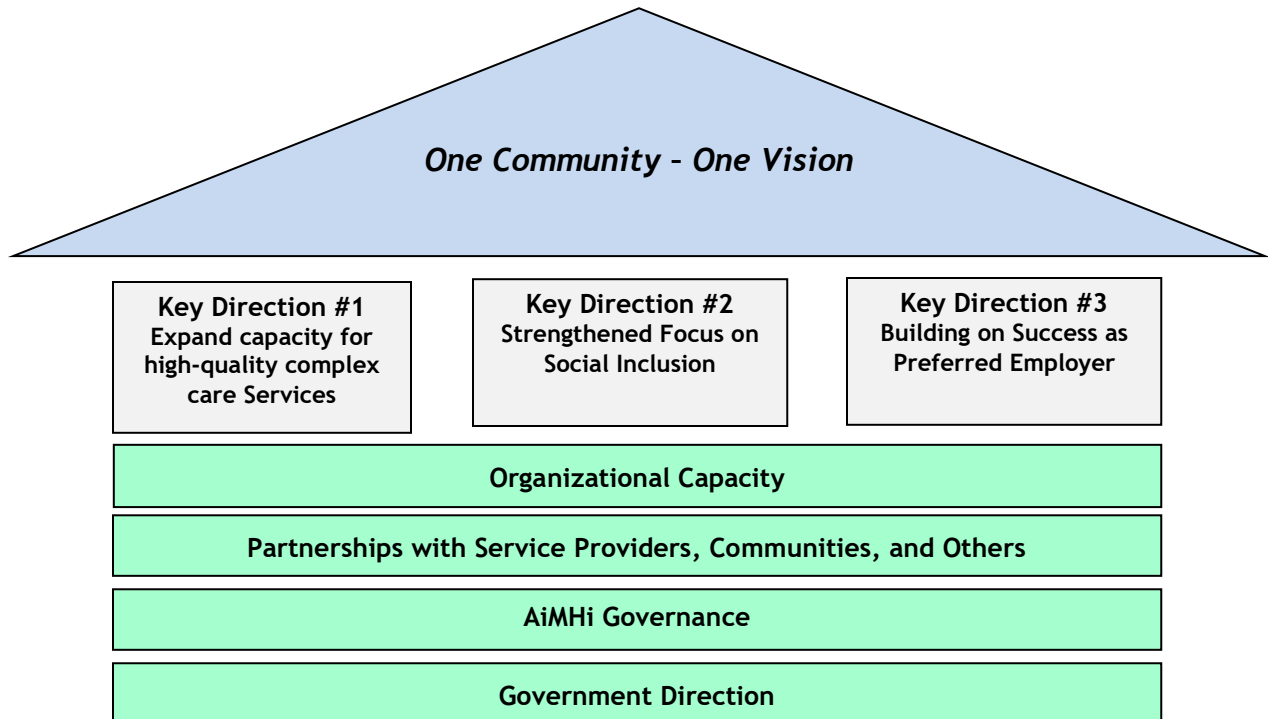 One Community – One Vision
Key Direction #1
Expand capacity for
high-quality complex
care Services
Key Direction #2
Strengthened Focus on
Social Inclusion
Key Direction #3
Building on Success as
Preferred Employer
Organizational Capacity
Partnerships with Service Providers, Communities, and Others
AiMHi Governance
Government Direction